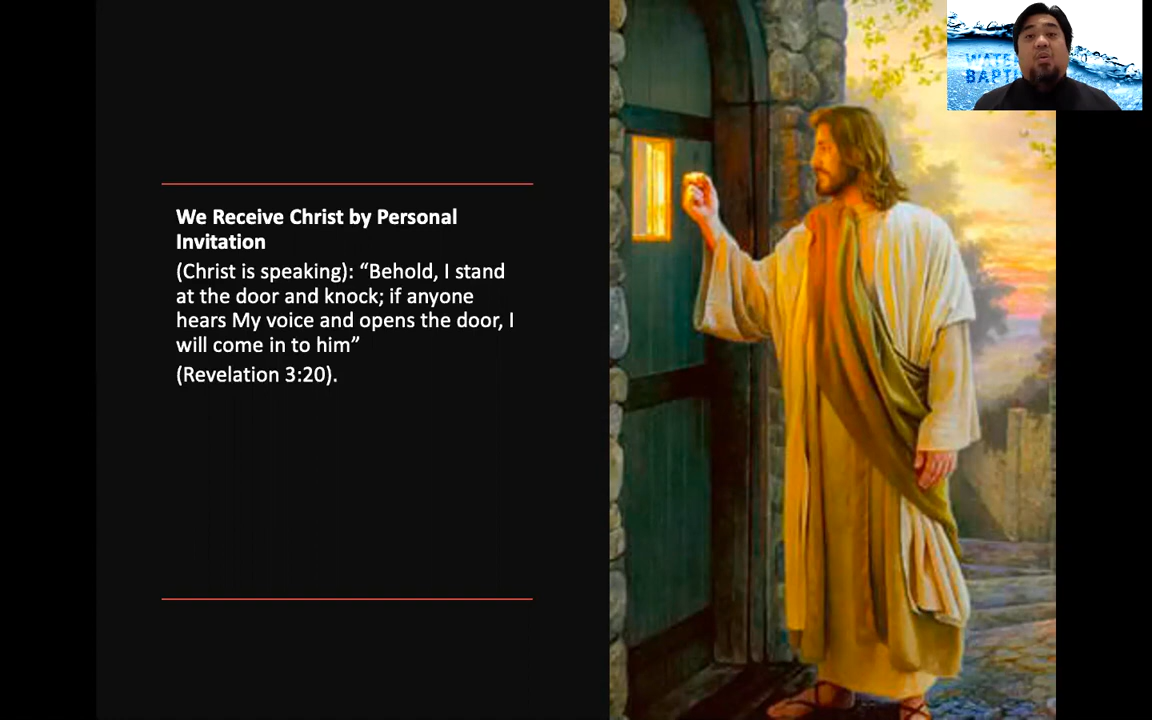 We Receive Christ by Personal
Invitation
(Christ is speaking): “Behold, I stand
at the door and knock; if anyone
hears My voice and opens the door, I
will come in to him”
(Revelation 3:20).